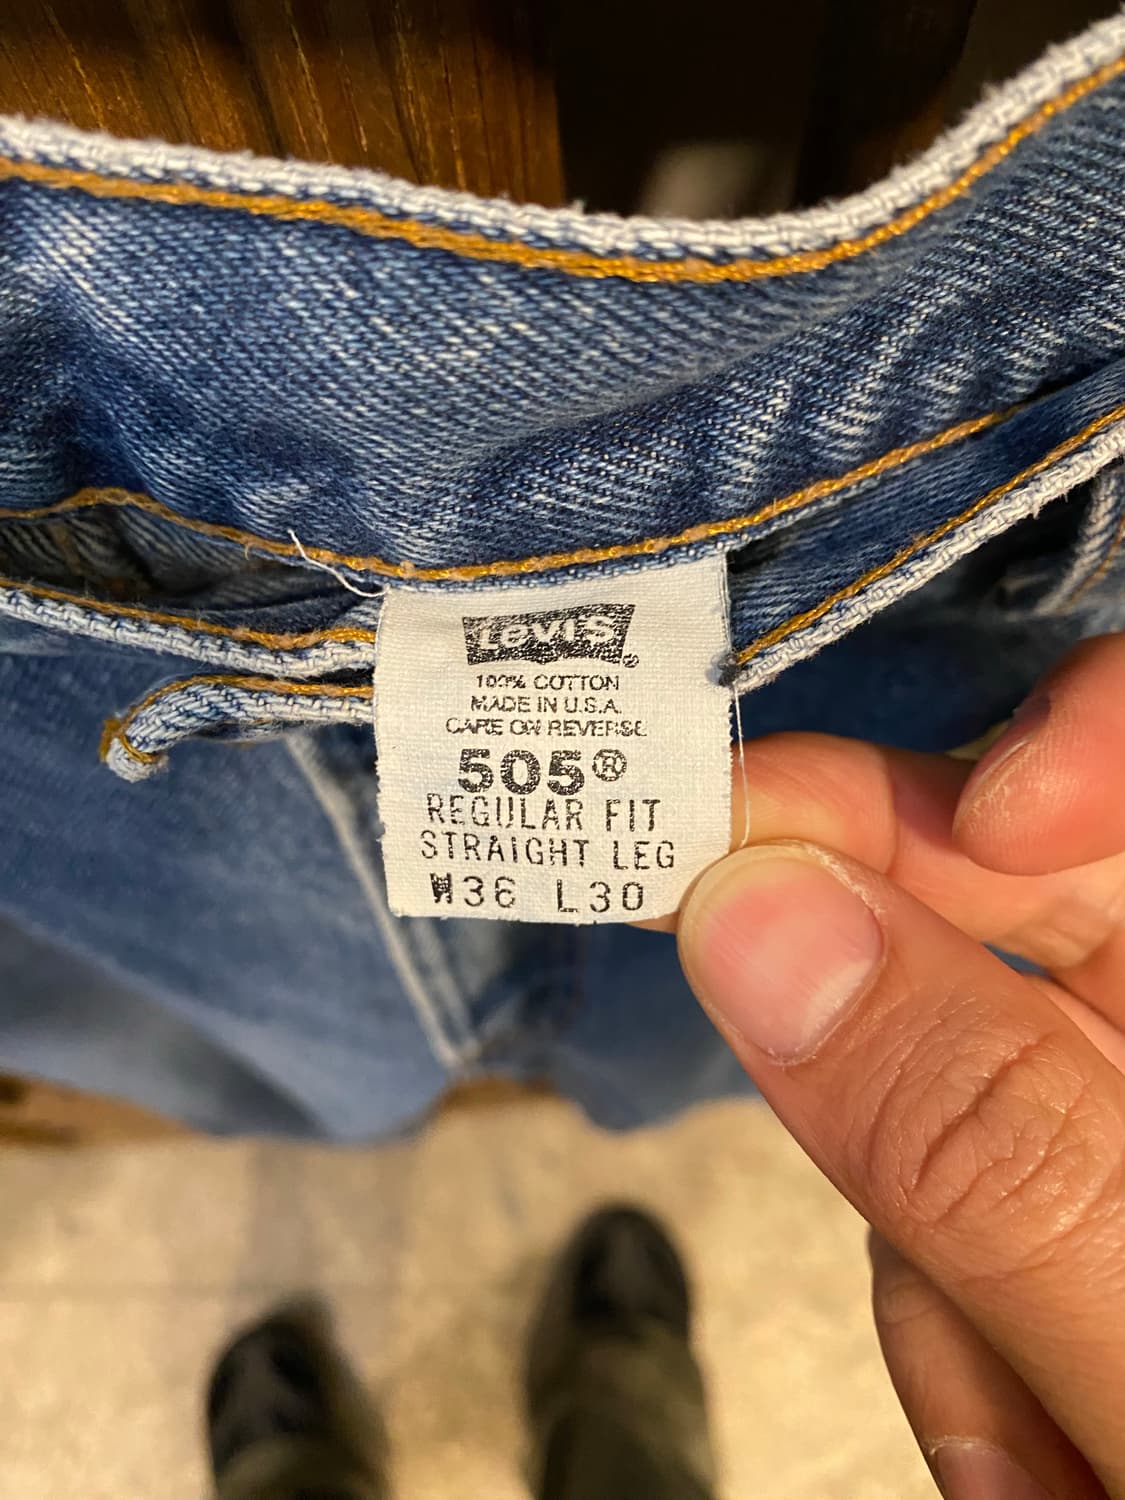 Levi's®
100% COTTON
MADE IN U.S.A.
CARE ON REVERSE
505®
REGULAR FIT
STRAIGHT LEG
W36 L30